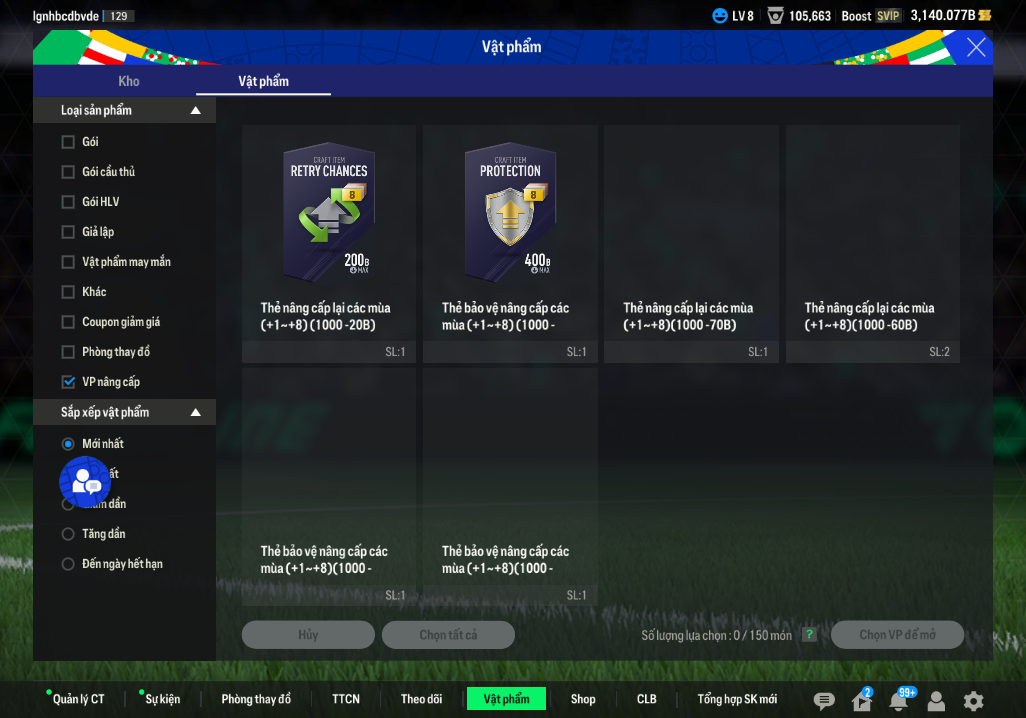 lgnhbcdbvde 129
LV 8 105,663 Boost SVIP 3,140.077B
Vật phẩm
Kho Vật phẩm
Loại sản phẩm
Gói
Gói cầu thủ
Gói HLV
Giả lập
Vật phẩm may mắn
Khác
Coupon giảm giá
Phòng thay đồ
VP nâng cấp
Sắp xếp vật phẩm
Mới nhất
Tăng dần
Đến ngày hết hạn
CRAFT ITEM
RETRY CHANCES
8
200B
MAX
Thẻ nâng cấp lại các mùa
(+1~+8) (1000 -20B)
SL:1
CRAFT ITEM
PROTECTION
8
400B
MAX
Thẻ bảo vệ nâng cấp các
mùa (+1~+8) (1000 -
SL:1
Thẻ nâng cấp lại các mùa
(+1~+8)(1000 -70B)
SL:1
Thẻ nâng cấp lại các mùa
(+1~+8)(1000 -60B)
SL:2
Thẻ bảo vệ nâng cấp các
mùa (+1~+8)(1000 -
SL:1
Thẻ bảo vệ nâng cấp các
mùa (+1~+8)(1000 -
SL:1
Hủy Chọn tất cả Số lượng lựa chọn : 0 / 150 món ? Chọn VP để mở
Quản lý CT Sự kiện Phòng thay đồ TTCN Theo dõi Vật phẩm Shop CLB Tổng hợp SK mới 2 99+